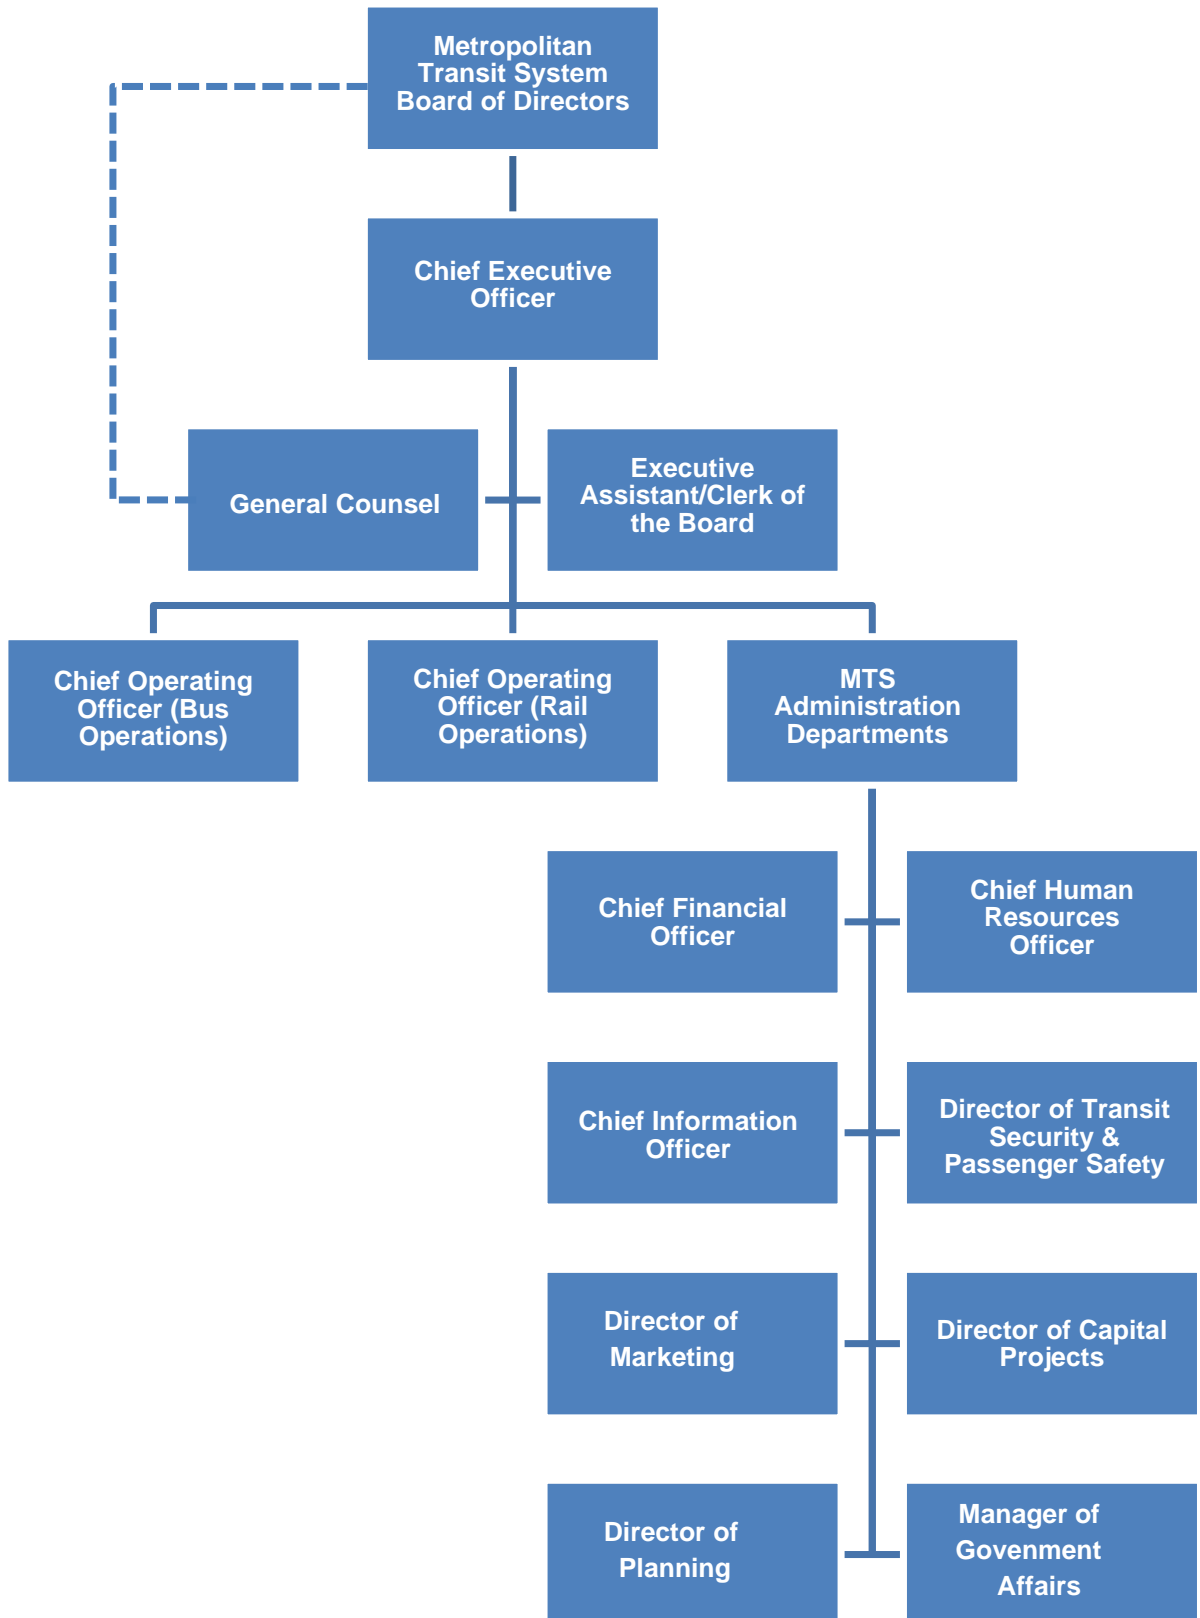 Metropolitan
Transit System
Board of Directors
Chief Executive
Officer
General Counsel
Executive
Assistant/Clerk of
the Board
Chief Operating
Officer (Bus
Operations)
Chief Operating
Officer (Rail
Operations)
MTS
Administration
Departments
Chief Financial
Officer
Chief Human
Resources
Officer
Chief Information
Officer
Director of Transit
Security &
Passenger Safety
Director of
Marketing
Director of Capital
Projects
Director of
Planning
Manager of
Govenment
Affairs